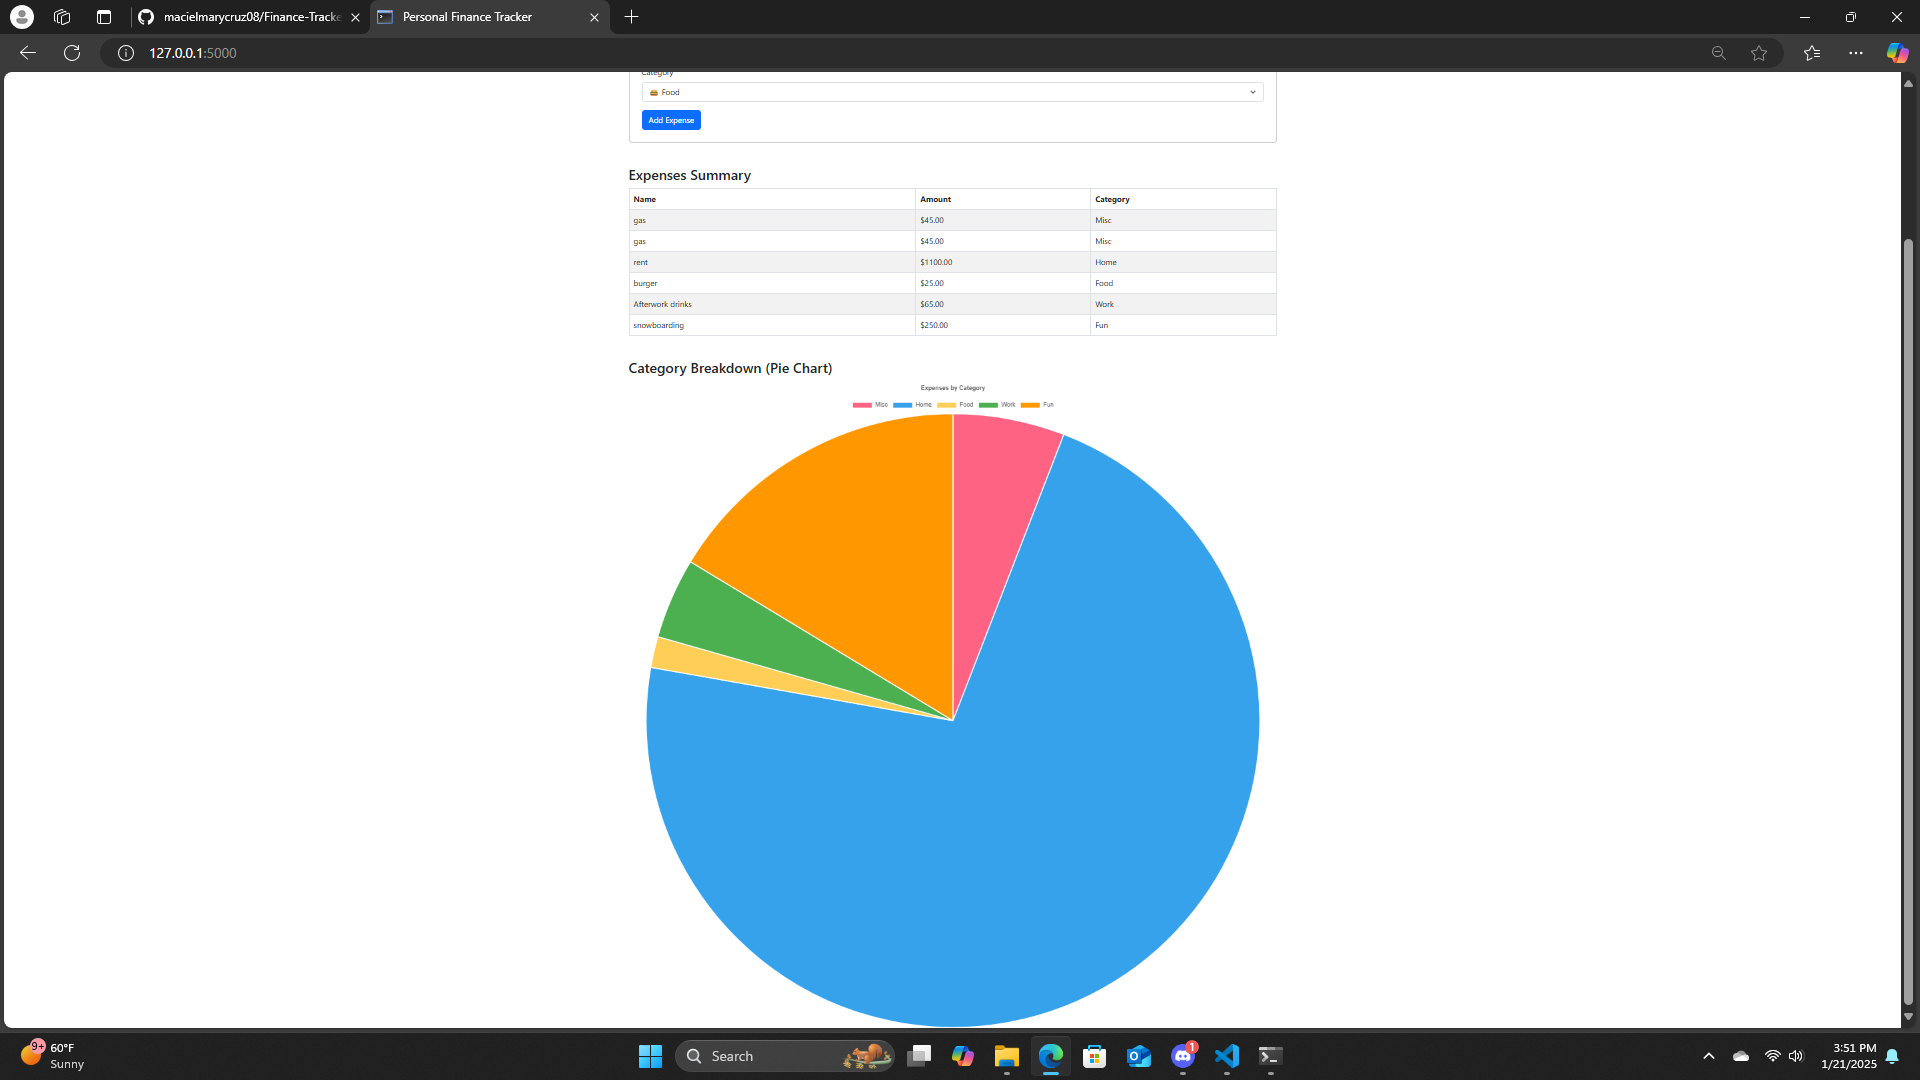 macielmarycruz08/Finance-Tracke
Personal Finance Tracker
127.0.0.1:5000
Category
Food
Add Expense
Expenses Summary
Name Amount Category
gas $45.00 Misc
gas $45.00 Misc
rent $1100.00 Home
burger $25.00 Food
Afterwork drinks $65.00 Work
snowboarding $250.00 Fun
Category Breakdown (Pie Chart)
Expenses by Category
Misc Home Food Work Fun
9+
60°F
Sunny
Search
1
3:51 PM
1/21/2025